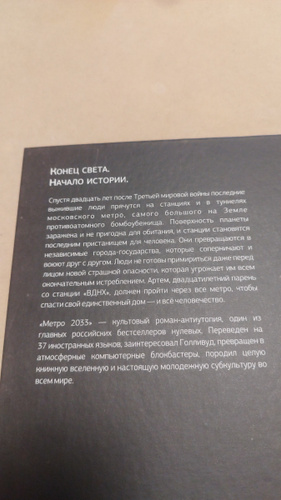 Конец света.
Начало истории.
Спустя двадцать лет после Третьей мировой войны последние
выжившие люди прячутся на станциях и в туннелях
московского метро, самого большого на Земле
противоатомного бомбоубежища. Поверхность планеты
заражена и не пригодна для обитания, и станции становятся
последним пристанищем для человека. Они превращаются в
независимые города-государства, которые соперничают и
воюют друг с другом. Люди не готовы примириться даже перед
лицом новой страшной опасности, которая угрожает им всем
окончательным истреблением. Артем, двадцатилетний парень
со станции «ВДНХ», должен пройти через все метро, чтобы
спасти свой единственный дом — и всё человечество.
«Метро 2033» — культовый роман-антиутопия, один из
главных российских бестселлеров нулевых. Переведен на
37 иностранных языков, заинтересовал Голливуд, превращен в
атмосферные компьютерные блокбастеры, породил целую
книжную вселенную и настоящую молодежную субкультуру во
всем мире.